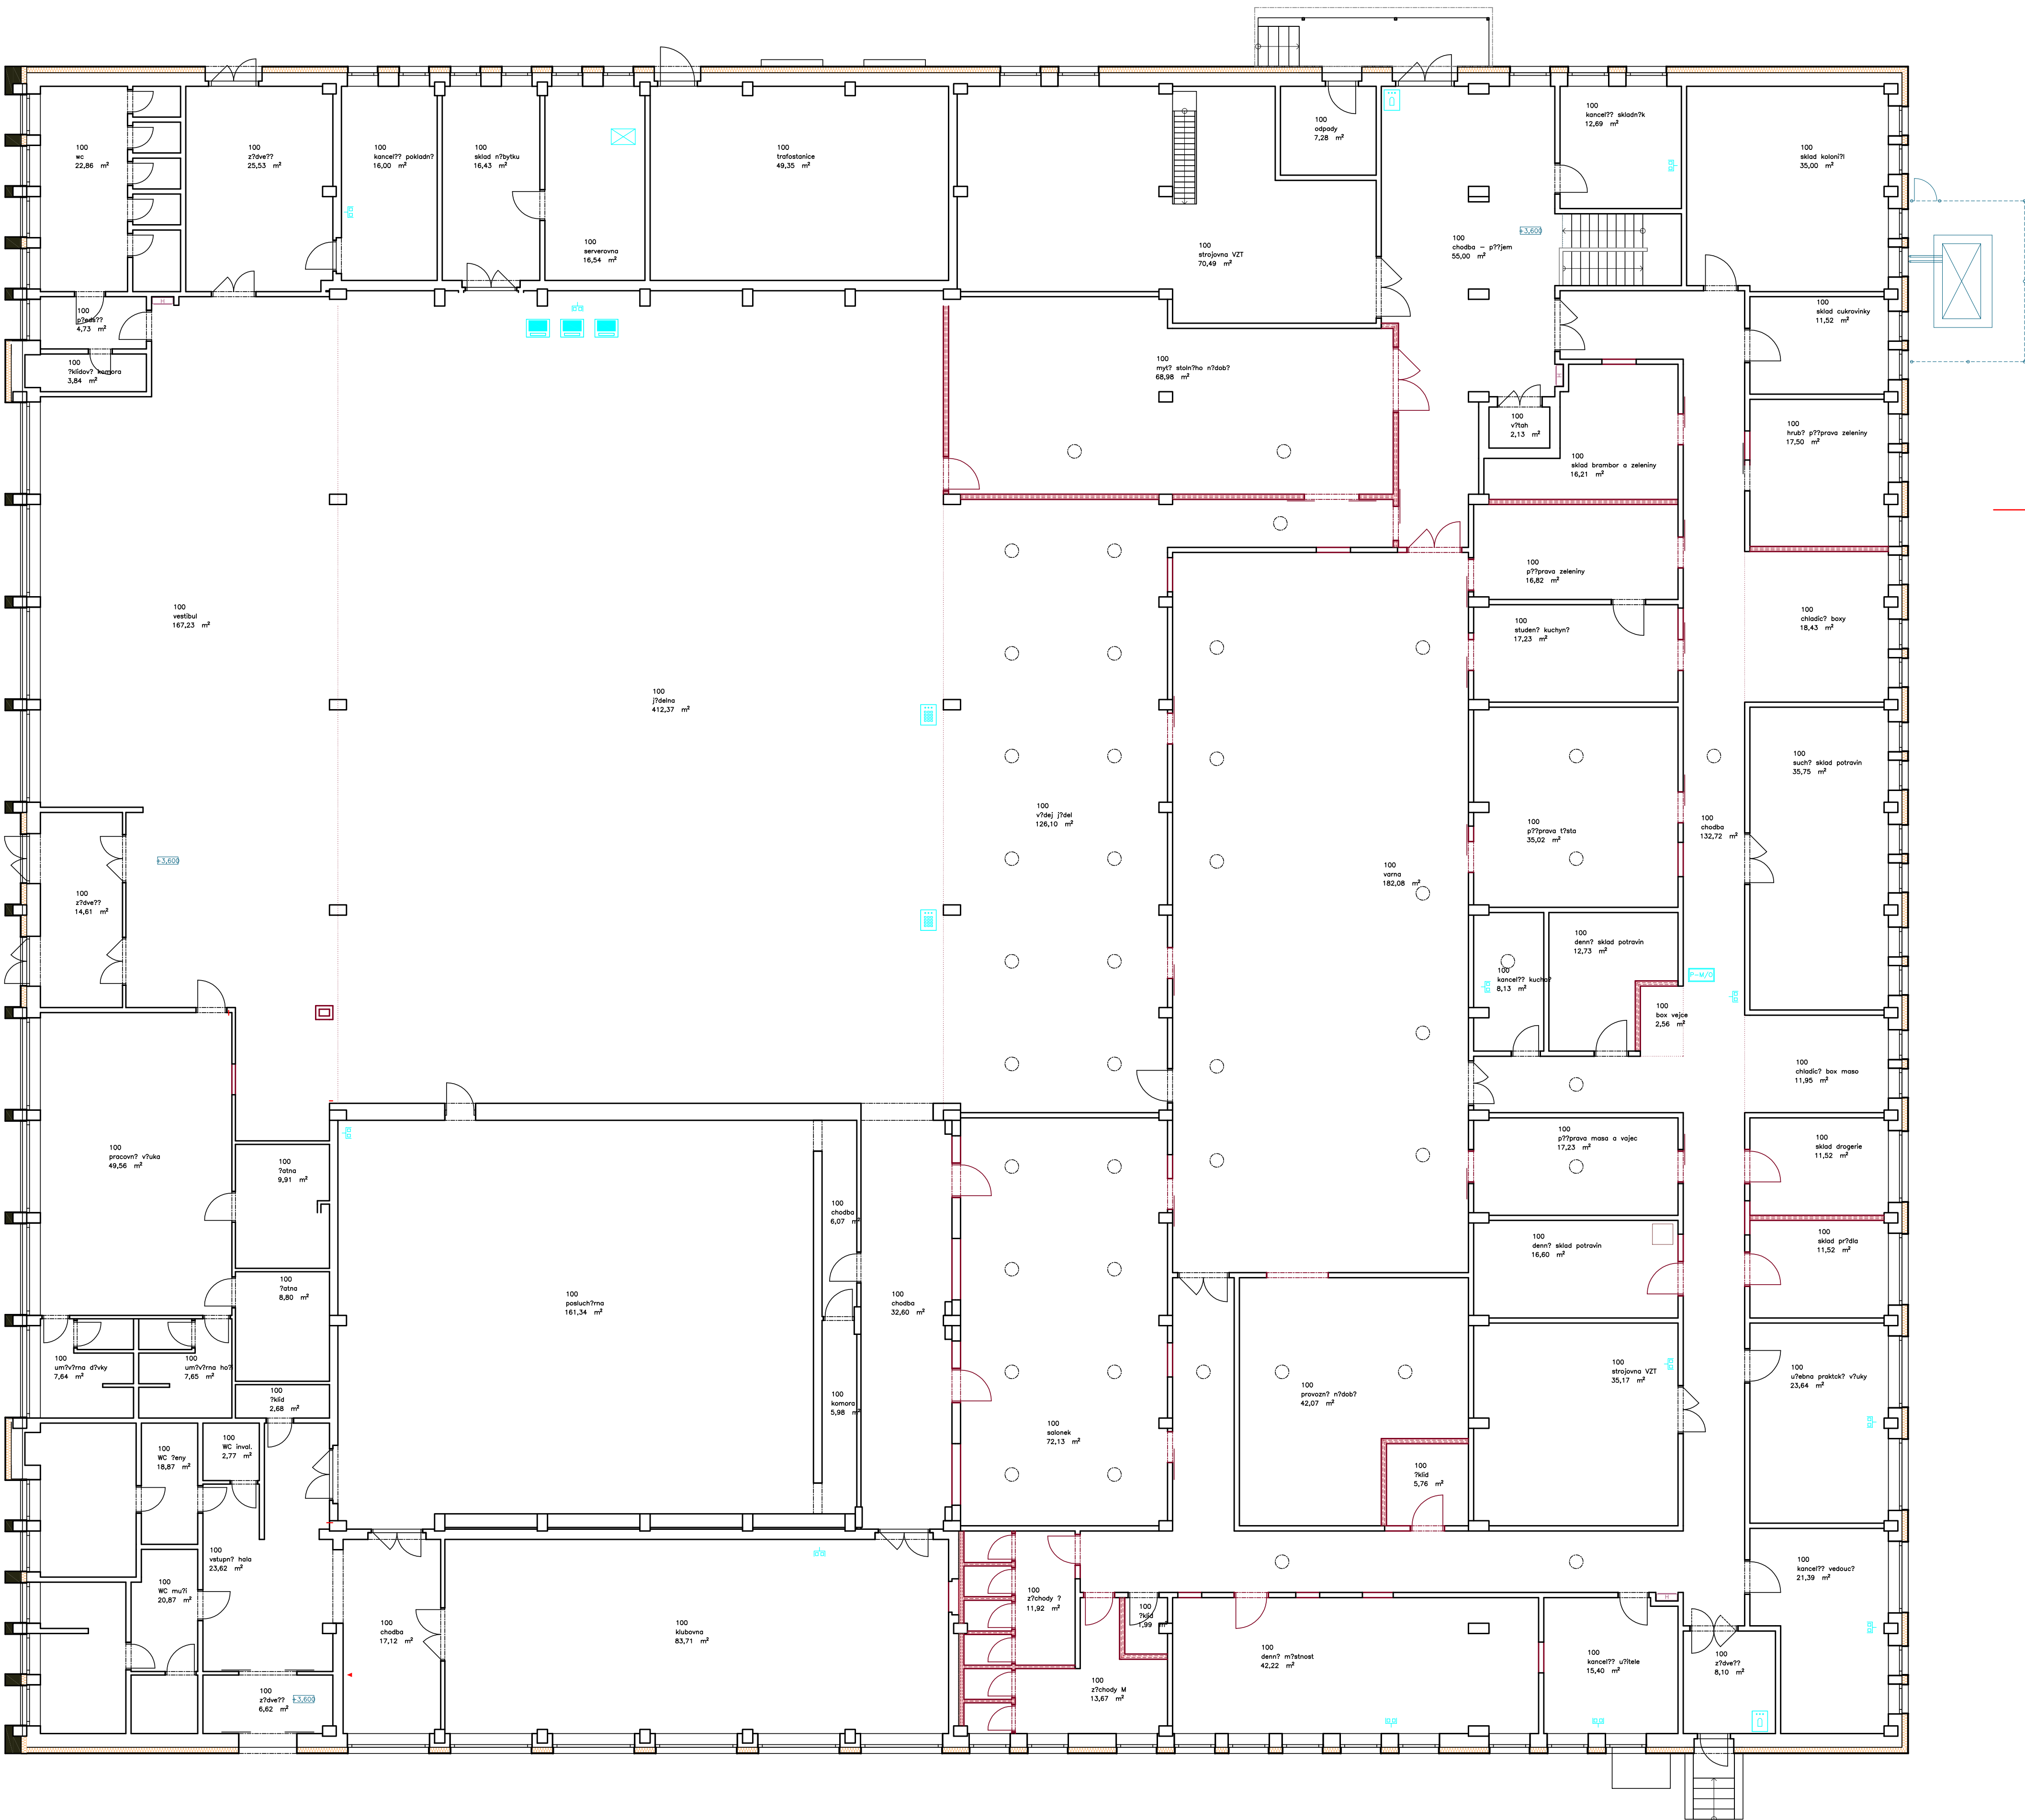 100
wc
22,86 m²
100
z?dve??
25,53 m²
100
kancel?? pokladn?
16,00 m²
100
sklad n?bytku
16,43 m²
100
serverovna
16,54 m²
100
trafostanice
49,35 m²
100
strojovna VZT
70,49 m²
100
odpady
7,28 m²
100
chodba – p??jem
55,00 m²
+3,600
100
kancel?? skladn?k
12,69 m²
100
sklad koloni?l
35,00 m²
100
p?eds??
4,73 m²
100
?klidov? komora
3,84 m²
100
myt? stoln?ho n?dob?
68,98 m²
100
v?tah
2,13 m²
100
sklad brambor a zeleniny
16,21 m²
100
sklad cukrovinky
11,52 m²
100
hrub? p??prava zeleniny
17,50 m²
100
vestibul
167,23 m²
100
j?delna
412,37 m²
100
v?dej j?del
126,10 m²
100
varna
182,08 m²
100
p??prava zeleniny
16,82 m²
100
studen? kuchyn?
17,23 m²
100
chladic? boxy
18,43 m²
100
p??prava t?sta
35,02 m²
100
chodba
132,72 m²
100
such? sklad potravin
35,75 m²
+3,600
100
z?dve??
14,61 m²
100
kancel?? kucha?
8,13 m²
100
denn? sklad potravin
12,73 m²
P-M/O
100
box vejce
2,56 m²
100
chladic? box maso
11,95 m²
100
pracovn? v?uka
49,56 m²
100
?atna
9,91 m²
100
?atna
8,80 m²
100
posluch?rna
161,34 m²
100
chodba
6,07 m²
100
chodba
32,60 m²
100
komora
5,98 m²
100
salonek
72,13 m²
100
p??prava masa a vajec
17,23 m²
100
sklad drogerie
11,52 m²
100
denn? sklad potravin
16,60 m²
100
sklad pr?dla
11,52 m²
100
provozn? n?dob?
42,07 m²
100
strojovna VZT
35,17 m²
100
u?ebna praktck? v?uky
23,64 m²
100
um?v?rna d?vky
7,64 m²
100
um?v?rna ho?i
7,65 m²
100
?klid
2,68 m²
100
WC ?eny
18,87 m²
100
WC inval.
2,77 m²
100
?klid
5,76 m²
100
vstupn? hala
23,62 m²
100
WC mu?i
20,87 m²
100
z?dve??
6,62 m²
+3,600
100
chodba
17,12 m²
100
klubovna
83,71 m²
100
z?chody ?
11,92 m²
100
?klid
1,99 m²
100
z?chody M
13,67 m²
100
denn? m?stnost
42,22 m²
100
kancel?? u?itele
15,40 m²
100
z?dve??
8,10 m²
100
kancel?? vedouc?
21,39 m²